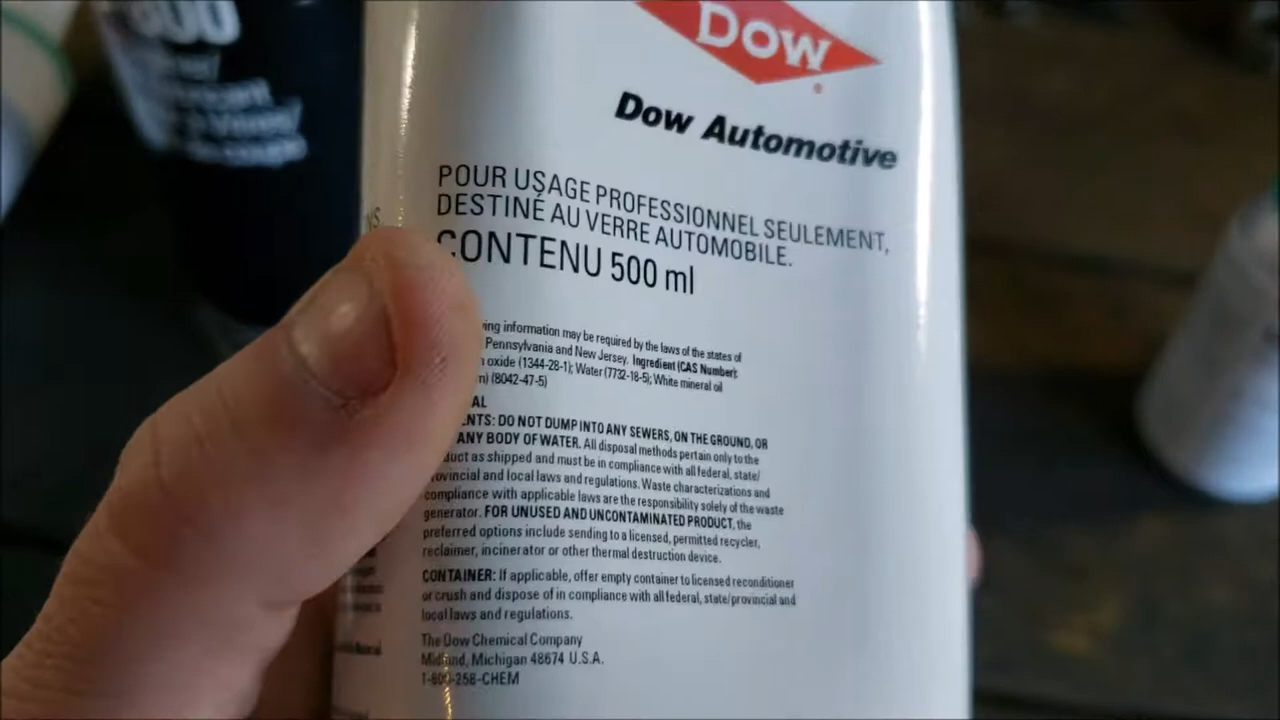 DOW
Dow Automotive
POUR USAGE PROFESSIONNEL SEULEMENT,
DESTINÉ AU VERRE AUTOMOBILE.
CONTENU 500 ml
information may be required by the laws of the states of
Pennsylvania and New Jersey. Ingredient (CAS Number):
oxide (1344-28-1); Water (7732-18-5); White mineral oil
(8042-47-5)
DO NOT DUMP INTO ANY SEWERS, ON THE GROUND, OR
ANY BODY OF WATER. All disposal methods pertain only to the
as shipped and must be in compliance with all federal, state/
provincial and local laws and regulations. Waste characterizations and
compliance with applicable laws are the responsibility solely of the waste
generator. FOR UNUSED AND UNCONTAMINATED PRODUCT, the
preferred options include sending to a licensed, permitted recycler,
reclaimer, incinerator or other thermal destruction device.
CONTAINER: If applicable, offer empty container to licensed reconditioner
or crush and dispose of in compliance with all federal, state/provincial and
local laws and regulations.
The Dow Chemical Company
Midland, Michigan 48674 U.S.A.
1-800-258-CHEM